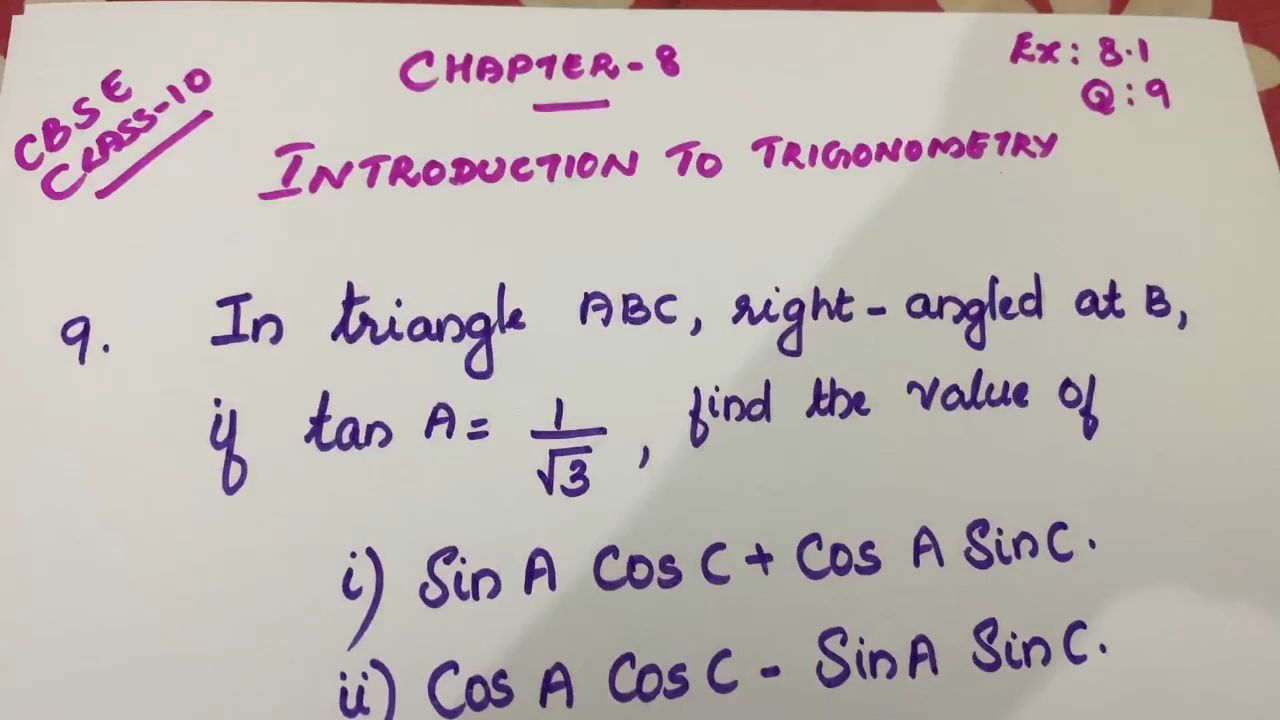 CBSE
CLASS-10
CHAPTER-8
Ex: 8.1
Q:9
INTRODUCTION TO TRIGONOMETRY
9. In triangle ABC, right-angled at B,
if tan A = 1/√3, find the value of
i) Sin A Cos C + Cos A Sin C.
ii) Cos A Cos C - Sin A Sin C.